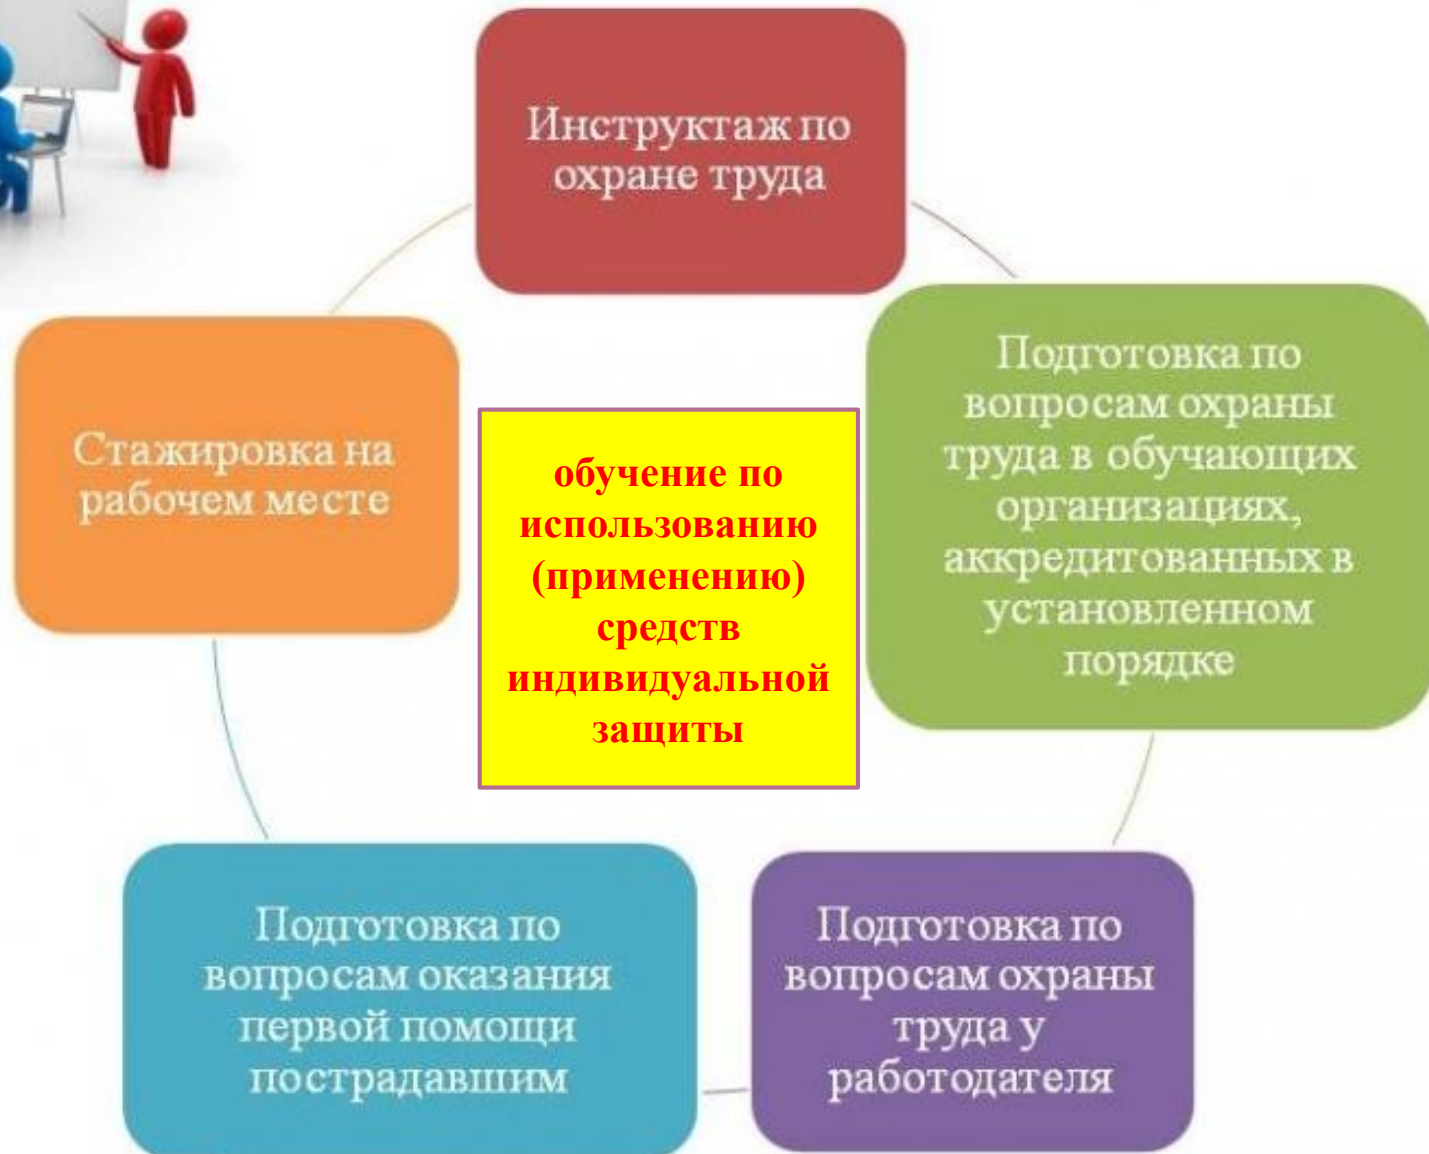 Инструктаж по
охране труда
Подготовка по
вопросам охраны
труда в обучающих
организациях,
аккредитованных в
установленном
порядке
Стажировка на
рабочем месте
обучение по
использованию
(применению)
средств
индивидуальной
защиты
Подготовка по
вопросам оказания
первой помощи
пострадавшим
Подготовка по
вопросам охраны
труда у
работодателя